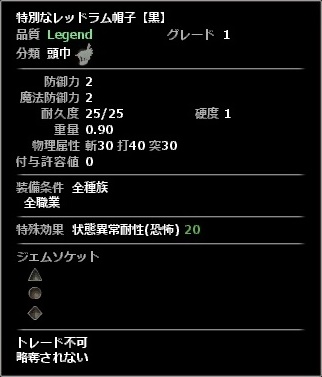 特別なレッドラム帽子【黒】
品質 Legend グレード 1
分類 頭巾
防御力 2
魔法防御力 2
耐久度 25/25 硬度 1
重量 0.90
物理属性 斬30 打40 突30
付与許容値 0
装備条件 全種族
全職業
特殊効果 状態異常耐性(恐怖) 20
ジェムソケット
トレード不可
略奪されない